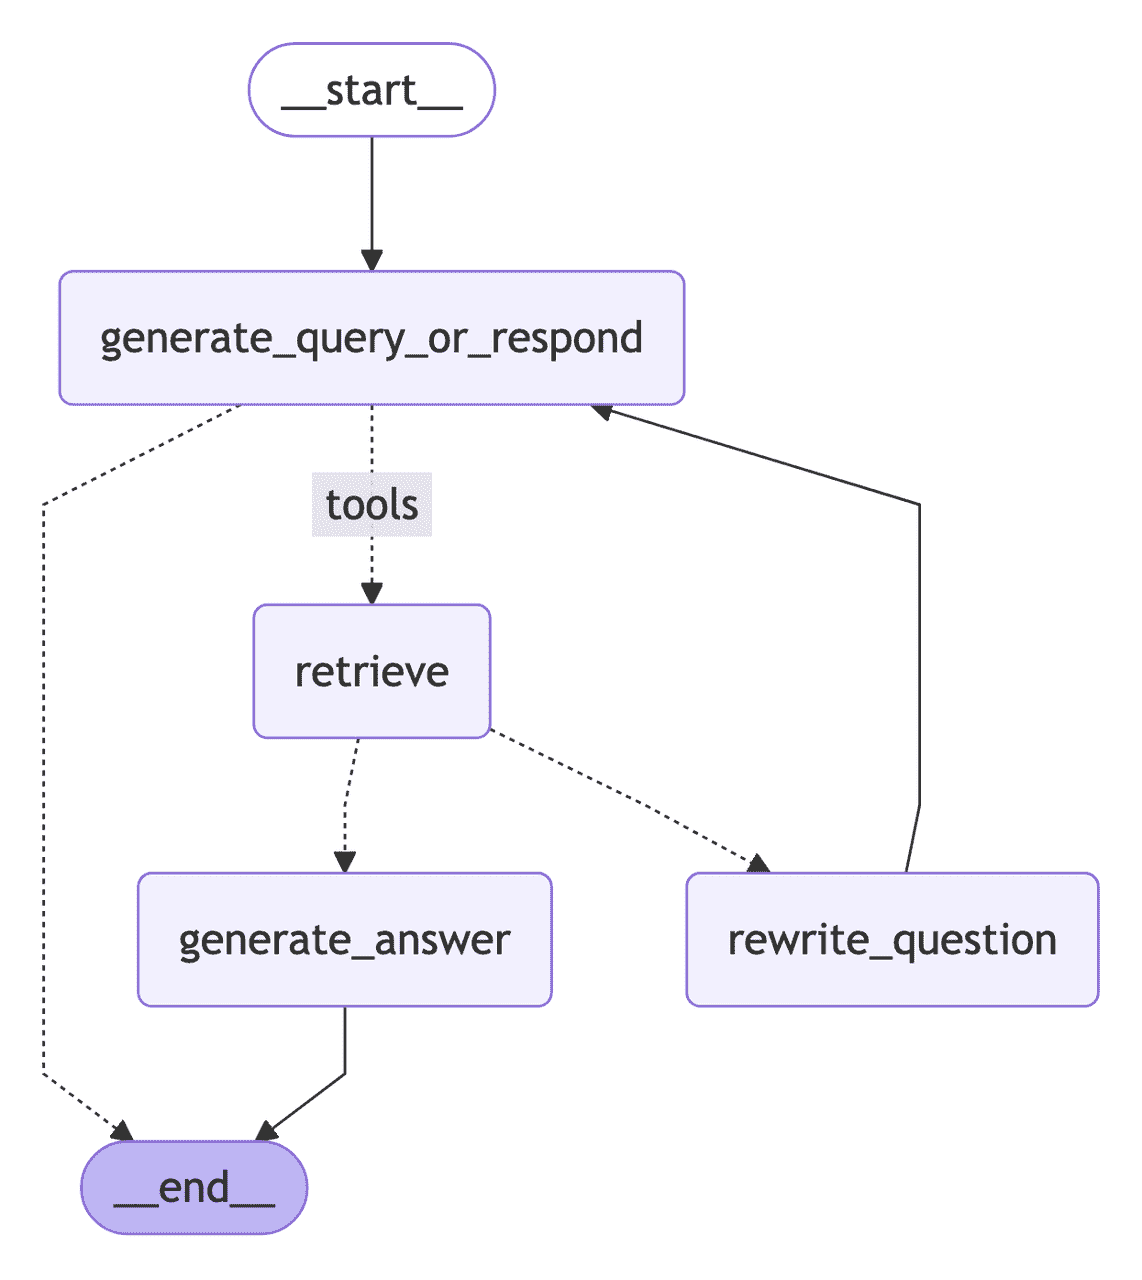 __start__
generate_query_or_respond
tools
retrieve
generate_answer
rewrite_question
__end__